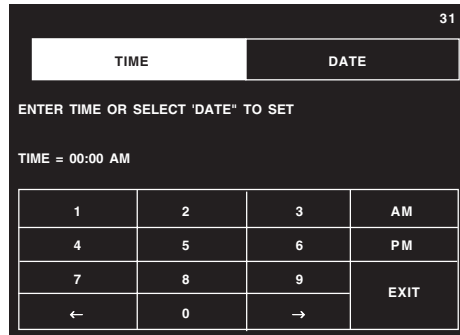 31
TIME DATE
ENTER TIME OR SELECT 'DATE" TO SET
TIME = 00:00 AM
1 2 3 AM
4 5 6 PM
7 8 9
EXIT
← 0 →